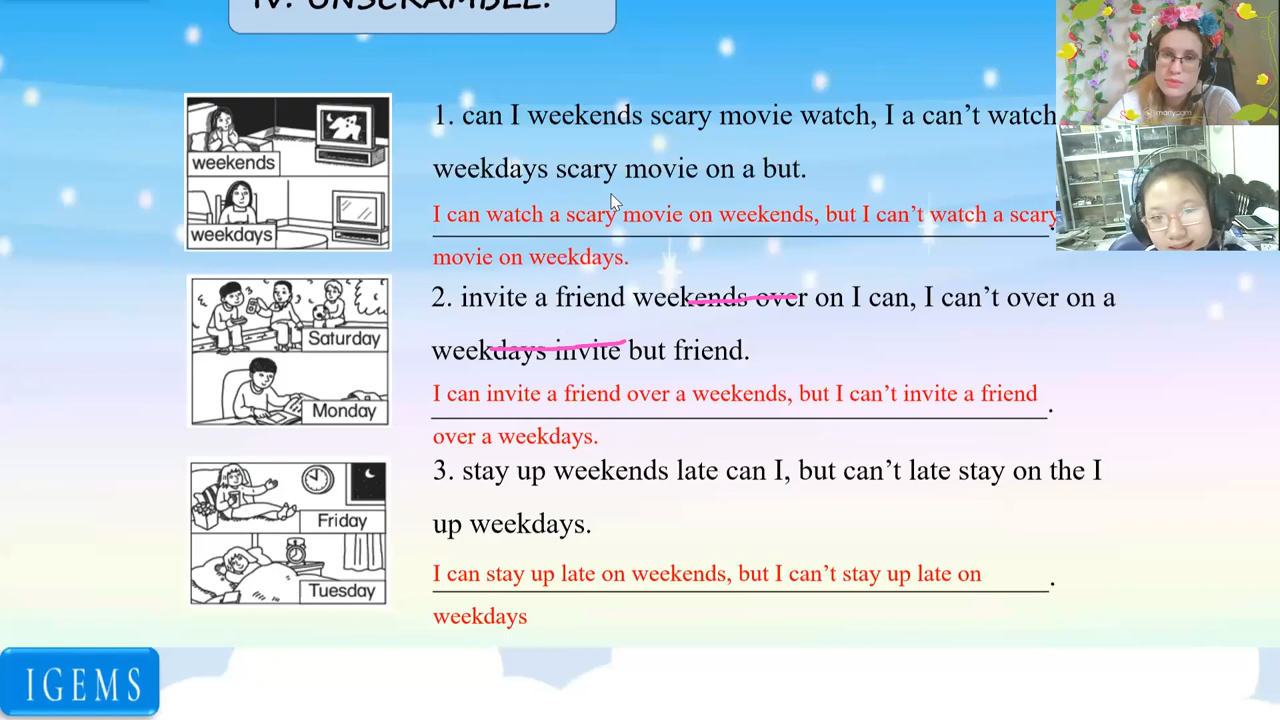 IV. UNSCRAMBLE:
1. can I weekends scary movie watch, I a can't watch
weekdays scary movie on a but.
weekends
weekdays
I can watch a scary movie on weekends, but I can't watch a scary
movie on weekdays.
2. invite a friend weekends over on I can, I can't over on a
weekdays invite but friend.
Saturday
Monday
I can invite a friend over a weekends, but I can't invite a friend
over a weekdays.
3. stay up weekends late can I, but can't late stay on the I
up weekdays.
Friday
Tuesday
I can stay up late on weekends, but I can't stay up late on
weekdays
.
IGEMS
manycam